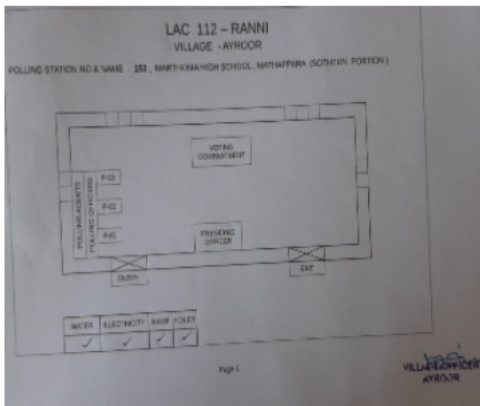 LAC 112 – RANNI
VILLAGE - AYROOR
POLLING STATION NO & NAME : 153 , MARTHOMA HIGH SCHOOL, MATHAPPARA (SOTHERN PORTION )
VOTING
COMPARTMENT
POLLING AGENTS
POLLING OFFICERS
P-03
P-02
P-01
PRESIDING
OFFICER
ENTRY
EXIT
WATER ELECTRICITY RAMP TOILET
✓ ✓ ✓ ✓
Page 1
VILLAGE OFFICER
AYROOR